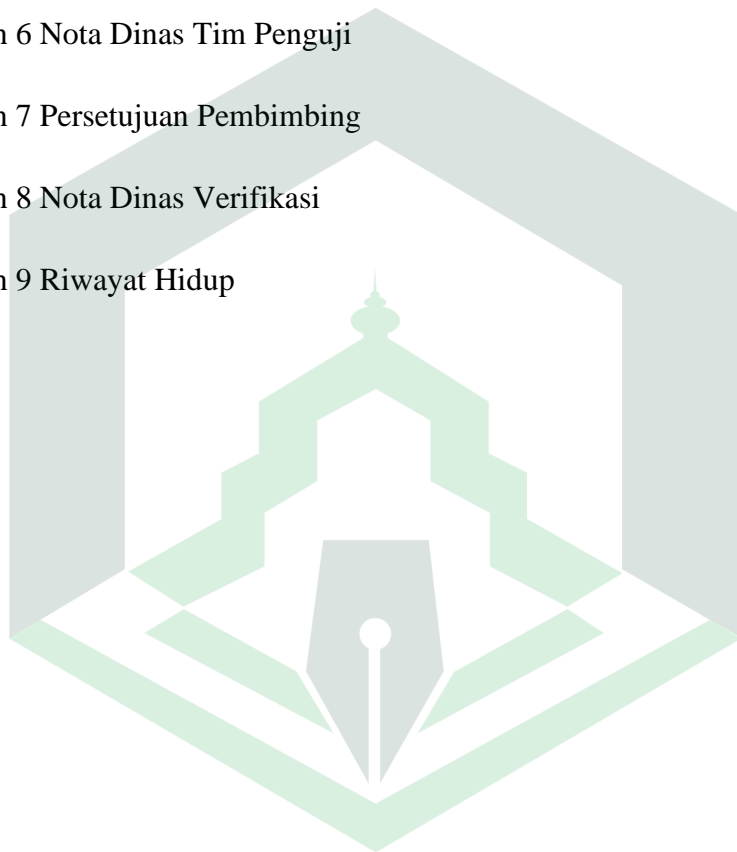 n 6 Nota Dinas Tim Penguji
n 7 Persetujuan Pembimbing
n 8 Nota Dinas Verifikasi
n 9 Riwayat Hidup